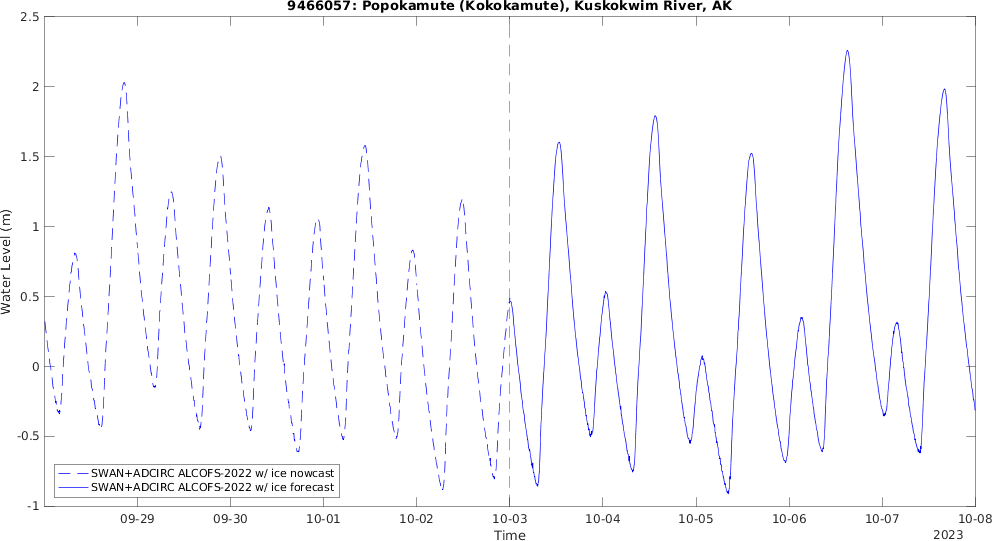 9466057: Popokamute (Kokokamute), Kuskokwim River, AK
2.5
2
1.5
1
0.5
0
-0.5
-1
Water Level (m)
SWAN+ADCIRC ALCOFS-2022 w/ ice nowcast
SWAN+ADCIRC ALCOFS-2022 w/ ice forecast
09-29 09-30 10-01 10-02 10-03 10-04 10-05 10-06 10-07 10-08
Time
2023